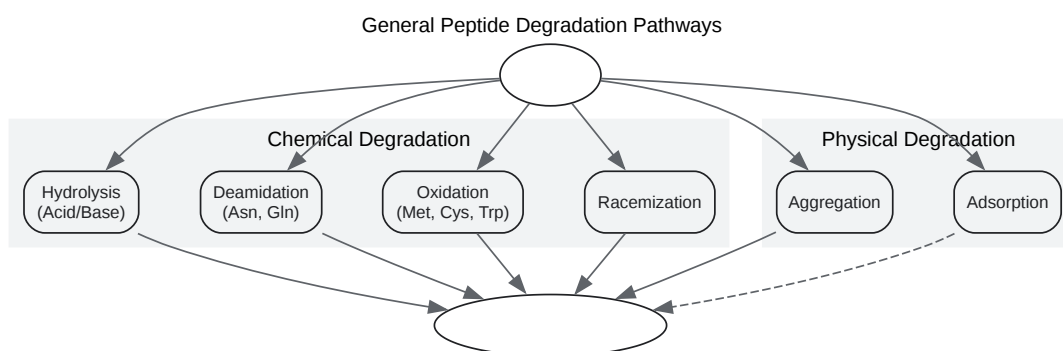 General Peptide Degradation Pathways
Chemical Degradation
Physical Degradation
Hydrolysis
(Acid/Base)
Deamidation
(Asn, Gln)
Oxidation
(Met, Cys, Trp)
Racemization
Aggregation
Adsorption